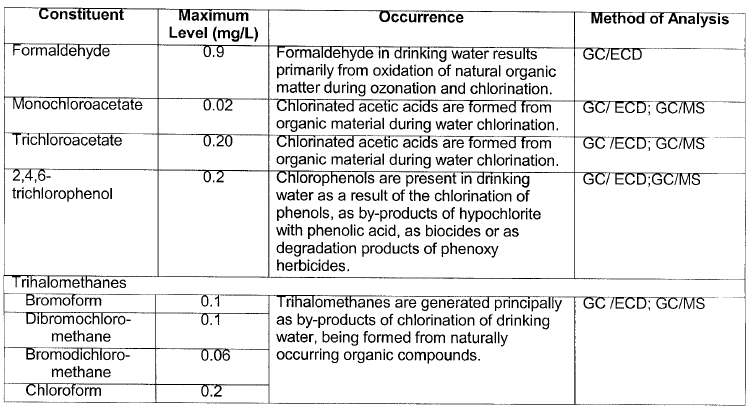 Constituent Maximum Level (mg/L) Occurrence Method of Analysis
Formaldehyde 0.9 Formaldehyde in drinking water results GC/ECD
primarily from oxidation of natural organic
matter during ozonation and chlorination.
Monochloroacetate 0.02 Chlorinated acetic acids are formed from GC/ ECD; GC/MS
organic material during water chlorination.
Trichloroacetate 0.20 Chlorinated acetic acids are formed from GC /ECD; GC/MS
organic material during water chlorination.
2,4,6- 0.2 Chlorophenols are present in drinking GC/ ECD;GC/MS
trichlorophenol water as a result of the chlorination of
phenols, as by-products of hypochlorite
with phenolic acid, as biocides or as
degradation products of phenoxy
herbicides.
Trihalomethanes
Bromoform 0.1 Trihalomethanes are generated principally GC /ECD; GC/MS
Dibromochloro- 0.1 as by-products of chlorination of drinking
methane water, being formed from naturally
Bromodichloro- 0.06 occurring organic compounds.
methane
Chloroform 0.2